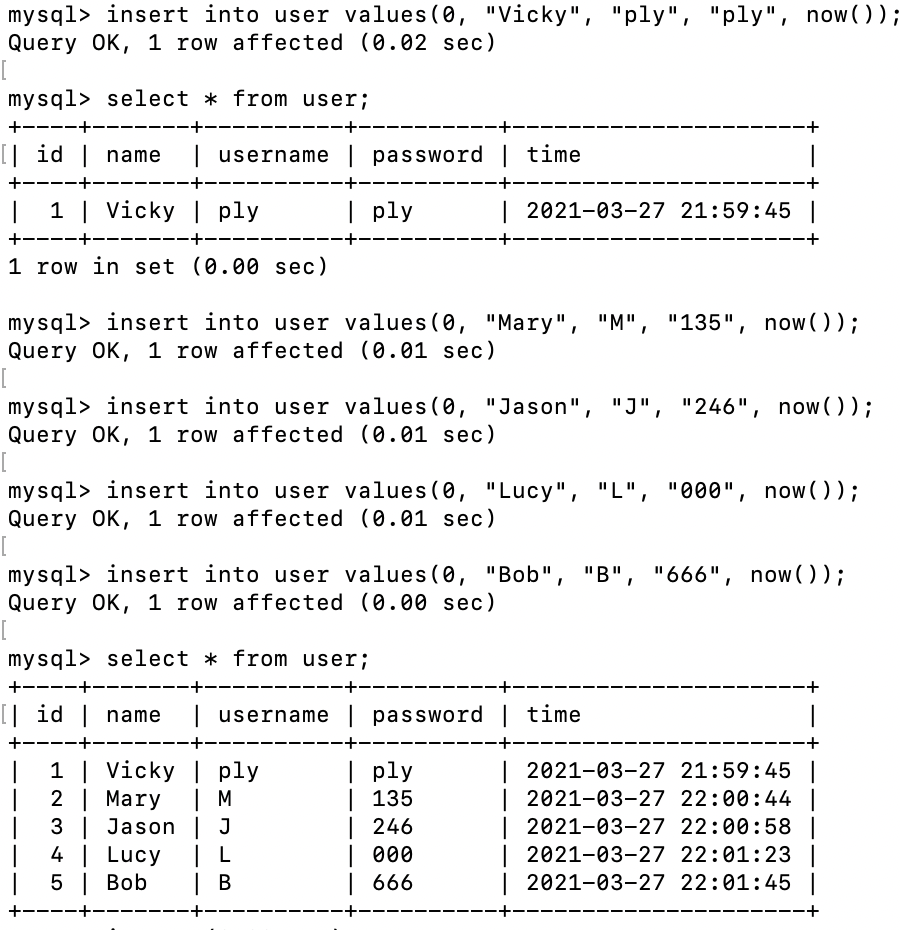 mysql> insert into user values(0, "Vicky", "ply", "ply", now());
Query OK, 1 row affected (0.02 sec)
[
mysql> select * from user;
+----+-------+----------+----------+---------------------+
[| id | name  | username | password | time                |
+----+-------+----------+----------+---------------------+
|  1 | Vicky | ply      | ply      | 2021-03-27 21:59:45 |
+----+-------+----------+----------+---------------------+
1 row in set (0.00 sec)

mysql> insert into user values(0, "Mary", "M", "135", now());
Query OK, 1 row affected (0.01 sec)
[
mysql> insert into user values(0, "Jason", "J", "246", now());
Query OK, 1 row affected (0.01 sec)
[
mysql> insert into user values(0, "Lucy", "L", "000", now());
Query OK, 1 row affected (0.01 sec)
[
mysql> insert into user values(0, "Bob", "B", "666", now());
Query OK, 1 row affected (0.00 sec)
[
mysql> select * from user;
+----+-------+----------+----------+---------------------+
[| id | name  | username | password | time                |
+----+-------+----------+----------+---------------------+
|  1 | Vicky | ply      | ply      | 2021-03-27 21:59:45 |
|  2 | Mary  | M        | 135      | 2021-03-27 22:00:44 |
|  3 | Jason | J        | 246      | 2021-03-27 22:00:58 |
|  4 | Lucy  | L        | 000      | 2021-03-27 22:01:23 |
|  5 | Bob   | B        | 666      | 2021-03-27 22:01:45 |
+----+-------+----------+----------+---------------------+